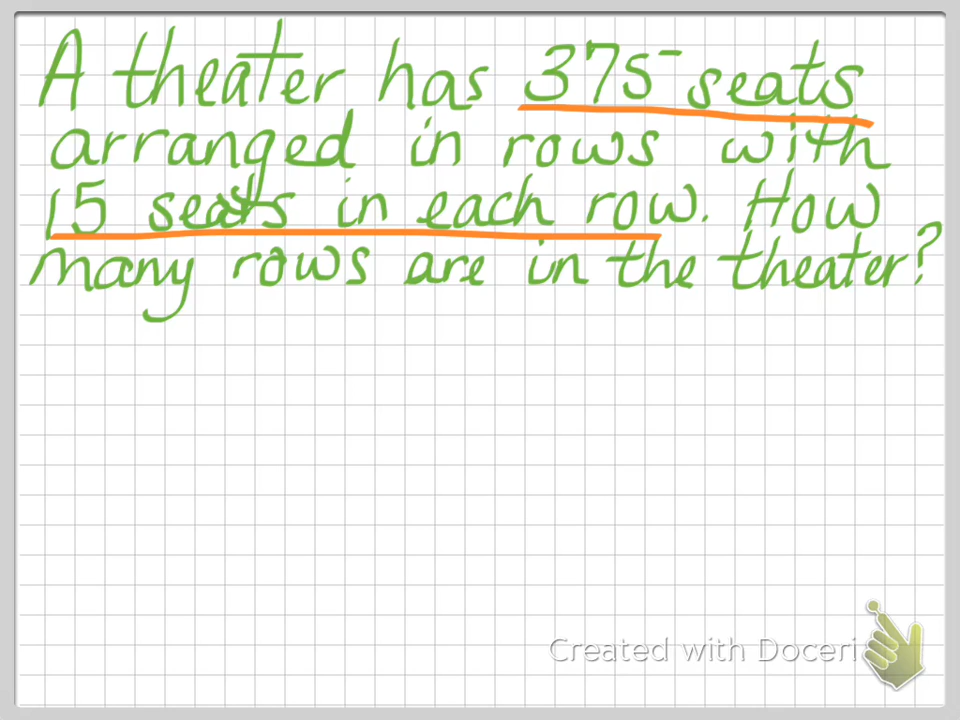 A theater has 375 seats
arranged in rows with
15 seats in each row. How
many rows are in the theater?
Created with Doceri